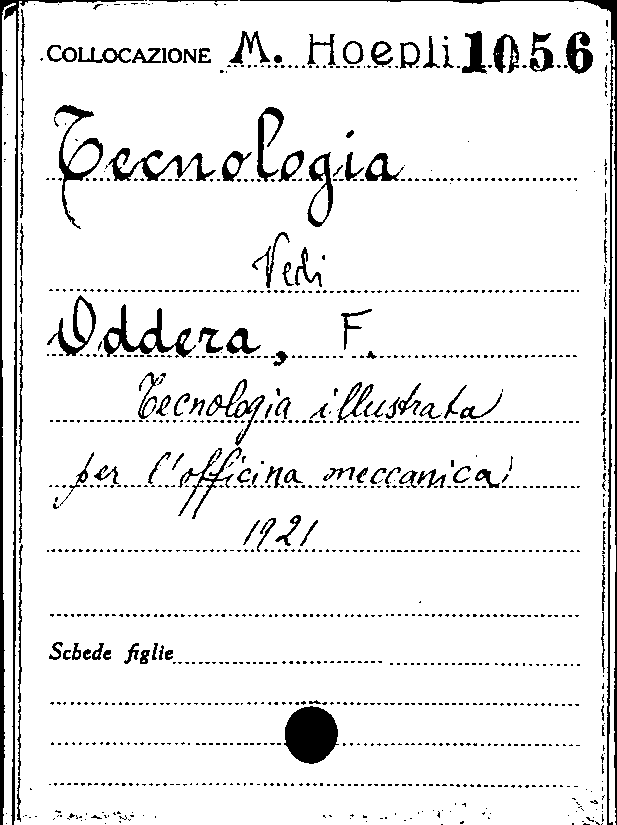 COLLOCAZIONE M. Hoepli 1056
Tecnologia
Vedi
Oddera, F.
Tecnologia illustrata
per l'officina meccanica
1921
Schede figlie